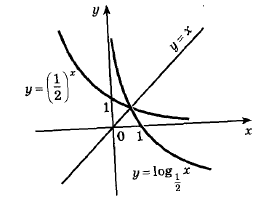 y
y = x
y = (1/2)^x
1
0 1
x
y = log_{1/2} x